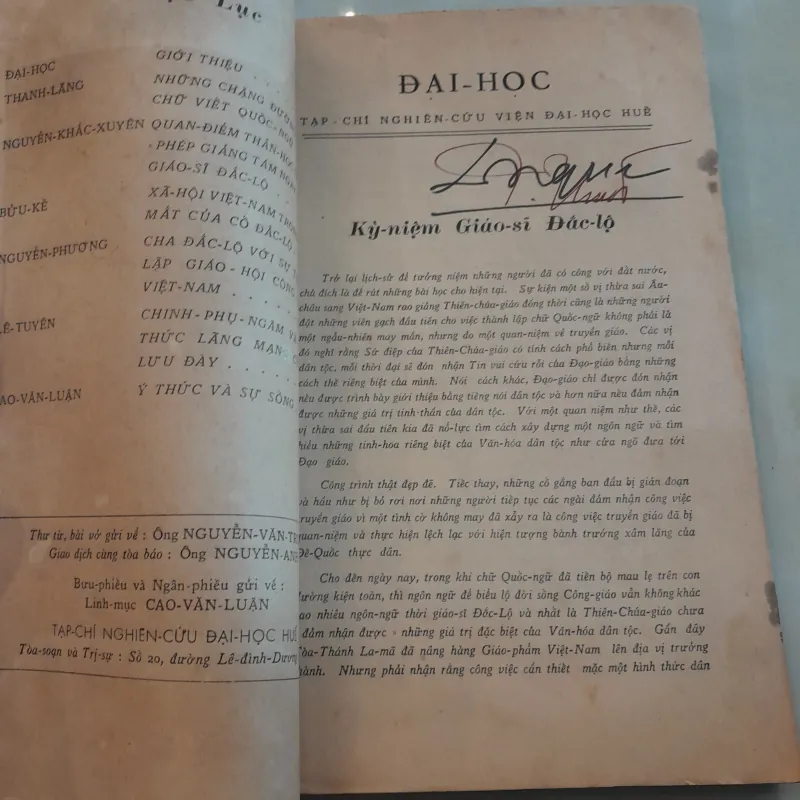 Lục
ĐẠI-HỌC GIỚI THIỆU . . . .
THANH-LÃNG NHỮNG CHẶNG ĐƯỜNG
CHỮ VIẾT QUỐC-NGỮ
NGUYỄN-KHẮC-XUYÊN QUAN-ĐIỂM THẦN-HỌC
PHÉP GIẢNG TÁM NGÀY
GIÁO-SĨ ĐẮC-LỘ . .
BỬU-KẾ XÃ-HỘI VIỆT-NAM TRONG
MẮT CỦA CỐ ĐẮC-LỘ
NGUYỄN-PHƯƠNG CHA ĐẮC-LỘ VỚI SỰ
LẬP GIÁO-HỘI CÔNG
VIỆT-NAM . . . . .
LÊ-TUYÊN CHINH-PHỤ-NGÂM
THỨC LÃNG MẠN
LƯU ĐÀY . . . . .
CAO-VĂN-LUẬN Ý THỨC VÀ SỰ SỐNG
Thư từ, bài vở gửi về : Ông NGUYỄN-VĂN-TR
Giao dịch cùng tòa báo : Ông NGUYỄN-ANH
Bưu-phiếu và Ngân-phiếu gửi về :
Linh-mục CAO-VĂN-LUẬN
TẠP-CHÍ NGHIÊN-CỨU ĐẠI-HỌC HUẾ
Tòa-soạn và Trị-sự : Số 20, đường Lê-đình-Dương
ĐẠI-HỌC
TẠP-CHÍ NGHIÊN-CỨU VIỆN ĐẠI-HỌC HUẾ
Kỷ-niệm Giáo-sĩ Đắc-lộ
Trở lại lịch-sử để tưởng niệm những người đã có công với đất nước,
chủ đích là để rút những bài học cho hiện tại. Sự kiện một số vị thừa sai Âu-
châu sang Việt-Nam rao giảng Thiên-chúa-giáo đồng thời cũng là những người
đặt những viên gạch đầu tiên cho việc thành lập chữ Quốc-ngữ không phải là
một ngẫu-nhiên may mắn, nhưng do một quan-niệm về truyền giáo. Các vị
đó nghĩ rằng Sứ điệp của Thiên-Chúa-giáo có tính cách phổ biến nhưng mỗi
dân tộc, mỗi thời đại sẽ đón nhận Tin vui cứu rỗi của Đạo-giáo bằng những
cách thế riêng biệt của mình. Nói cách khác, Đạo-giáo chỉ được đón nhận
nếu được trình bày giới thiệu bằng tiếng nói dân tộc và hơn nữa nếu đảm nhận
được những giá trị tinh-thần của dân tộc. Với một quan niệm như thế, các
vị thừa sai đầu tiên kia đã nỗ-lực tìm cách xây dựng một ngôn ngữ và tìm
hiểu những tinh-hoa riêng biệt của Văn-hóa dân tộc như cửa ngõ đưa tới
Đạo giáo.
Công trình thật đẹp đẽ. Tiếc thay, những cố gắng ban đầu bị gián đoạn
và hầu như bị bỏ rơi nơi những người tiếp tục các ngài đảm nhận công việc
truyền giáo vì một tình cờ không may đã xẩy ra là công việc truyền giáo đã bị
quan-niệm và thực hiện lệch lạc với hiện tượng bành trướng xâm lăng của
Đế-Quốc thực dân.
Cho đến ngày nay, trong khi chữ Quốc-ngữ đã tiến bộ mau lẹ trên con
đường kiện toàn, thì ngôn ngữ để biểu lộ đời sống Công-giáo vẫn không khác
bao nhiêu ngôn-ngữ thời giáo-sĩ Đắc-Lộ và nhất là Thiên-Chúa-giáo chưa
đảm nhận được những giá trị đặc biệt của Văn-hóa dân tộc. Gần đây
Tòa-Thánh La-mã đã nâng hàng Giáo-phẩm Việt-Nam lên địa vị trưởng
thành. Nhưng phải nhận rằng công việc cần thiết mặc một hình thức dân